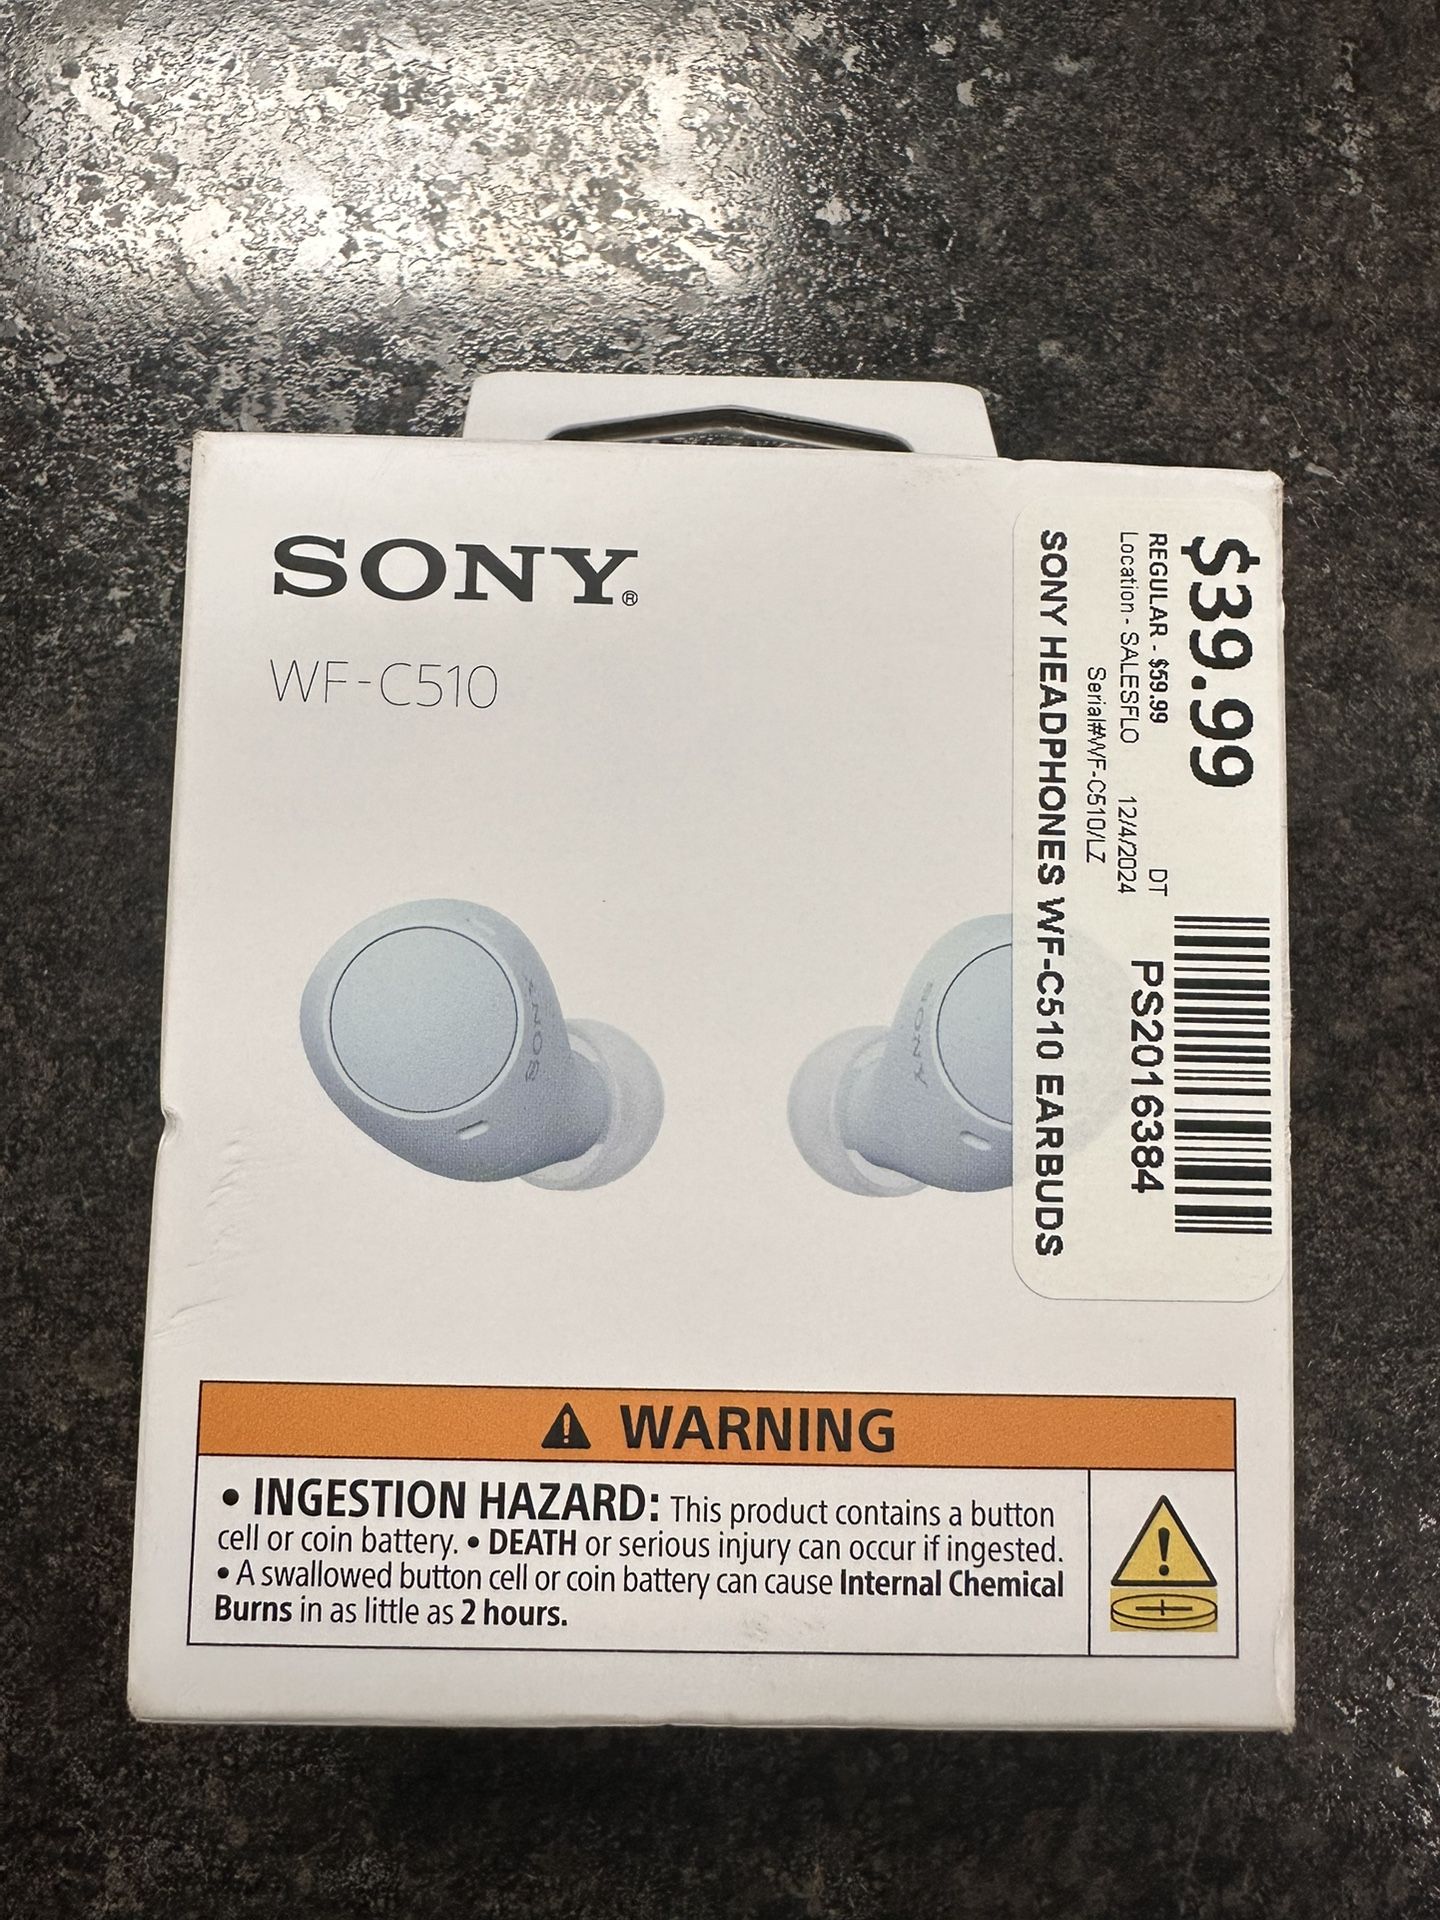 SONY®
WF-C510
$39.99
REGULAR - $59.99 DT
Location - SALESFLO 12/4/2024
Serial#WF-C510/LZ
PS2016384
SONY HEADPHONES WF-C510 EARBUDS
SONY
SONY
WARNING
• INGESTION HAZARD: This product contains a button
cell or coin battery. • DEATH or serious injury can occur if ingested.
• A swallowed button cell or coin battery can cause Internal Chemical
Burns in as little as 2 hours.